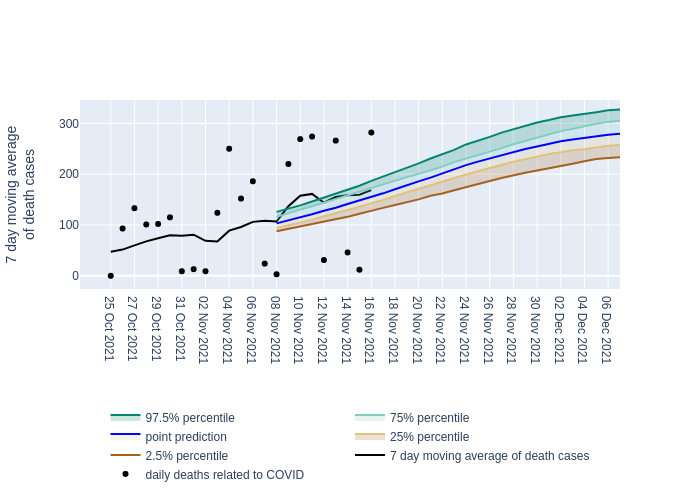 7 day moving average
of death cases
300
200
100
0
25 Oct 2021
27 Oct 2021
29 Oct 2021
31 Oct 2021
02 Nov 2021
04 Nov 2021
06 Nov 2021
08 Nov 2021
10 Nov 2021
12 Nov 2021
14 Nov 2021
16 Nov 2021
18 Nov 2021
20 Nov 2021
22 Nov 2021
24 Nov 2021
26 Nov 2021
28 Nov 2021
30 Nov 2021
02 Dec 2021
04 Dec 2021
06 Dec 2021
97.5% percentile
75% percentile
point prediction
25% percentile
2.5% percentile
7 day moving average of death cases
daily deaths related to COVID